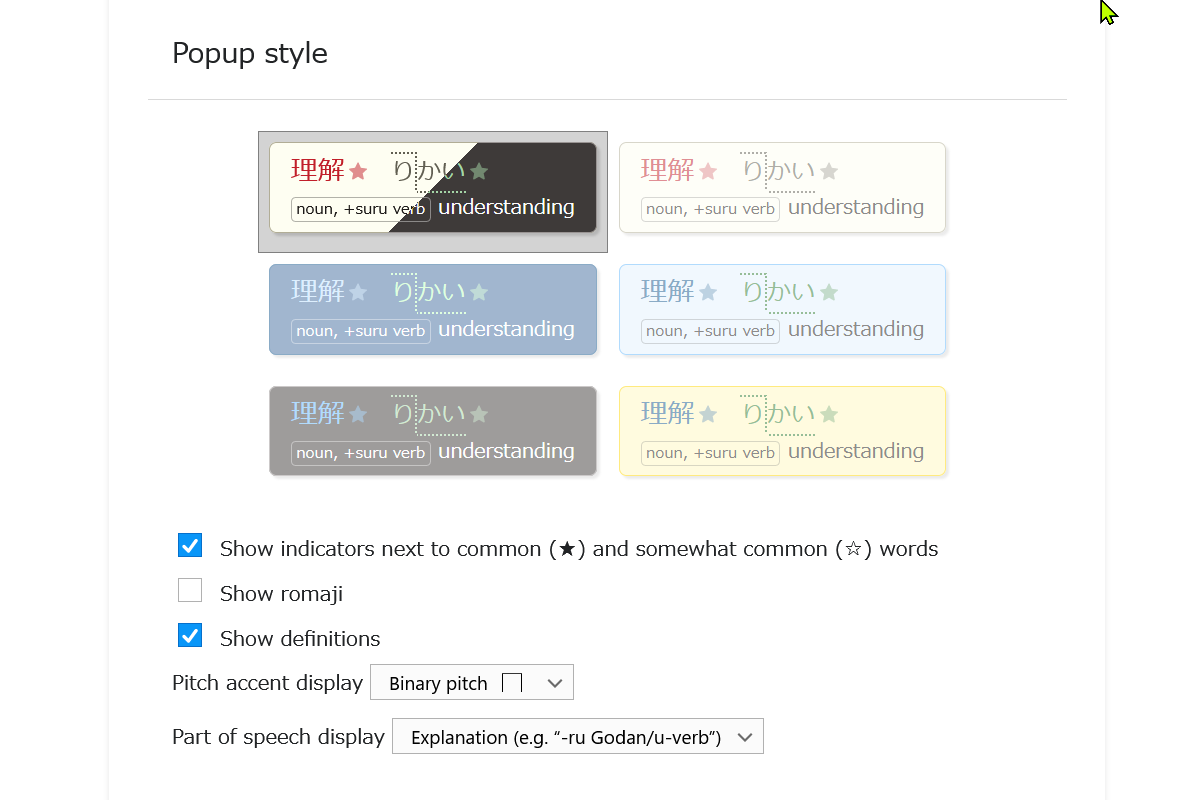 Popup style
理解★ りかい★
noun, +suru verb understanding
理解★ りかい★
noun, +suru verb understanding
理解★ りかい★
noun, +suru verb understanding
理解★ りかい★
noun, +suru verb understanding
理解★ りかい★
noun, +suru verb understanding
理解★ りかい★
noun, +suru verb understanding
Show indicators next to common (★) and somewhat common (☆) words
Show romaji
Show definitions
Pitch accent display Binary pitch
Part of speech display Explanation (e.g. “-ru Godan/u-verb”)